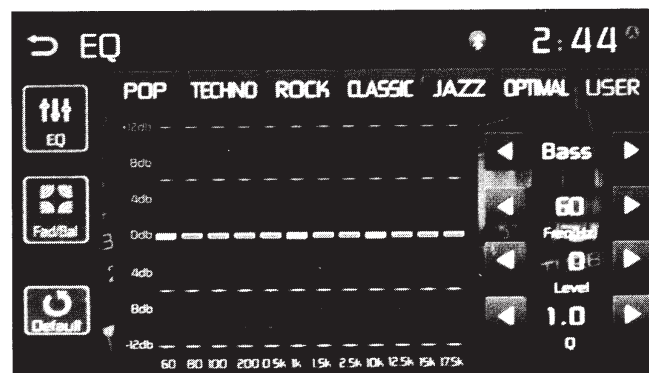 EQ 2:44
POP TECHNO ROCK CLASSIC JAZZ OPTIMAL USER
EQ
Fad/Bal
Default
+12db
8db
4db
0db
4db
8db
-12db
60 80 100 200 0.5k 1k 1.5k 2.5k 10k 12.5k 15k 17.5k
Bass
60
0
Level
1.0
Q